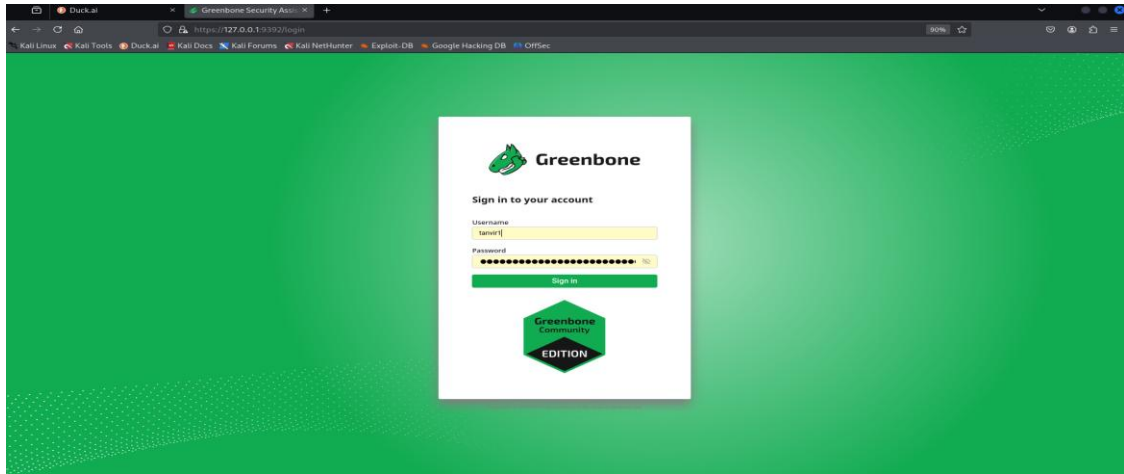 Duck.ai
Greenbone Security Assis
https://127.0.0.1:9392/login
90%
Kali Linux Kali Tools Duck.ai Kali Docs Kali Forums Kali NetHunter Exploit-DB Google Hacking DB OffSec
Greenbone
Sign in to your account
Username
tanvir1
Password
Sign in
Greenbone
Community
EDITION